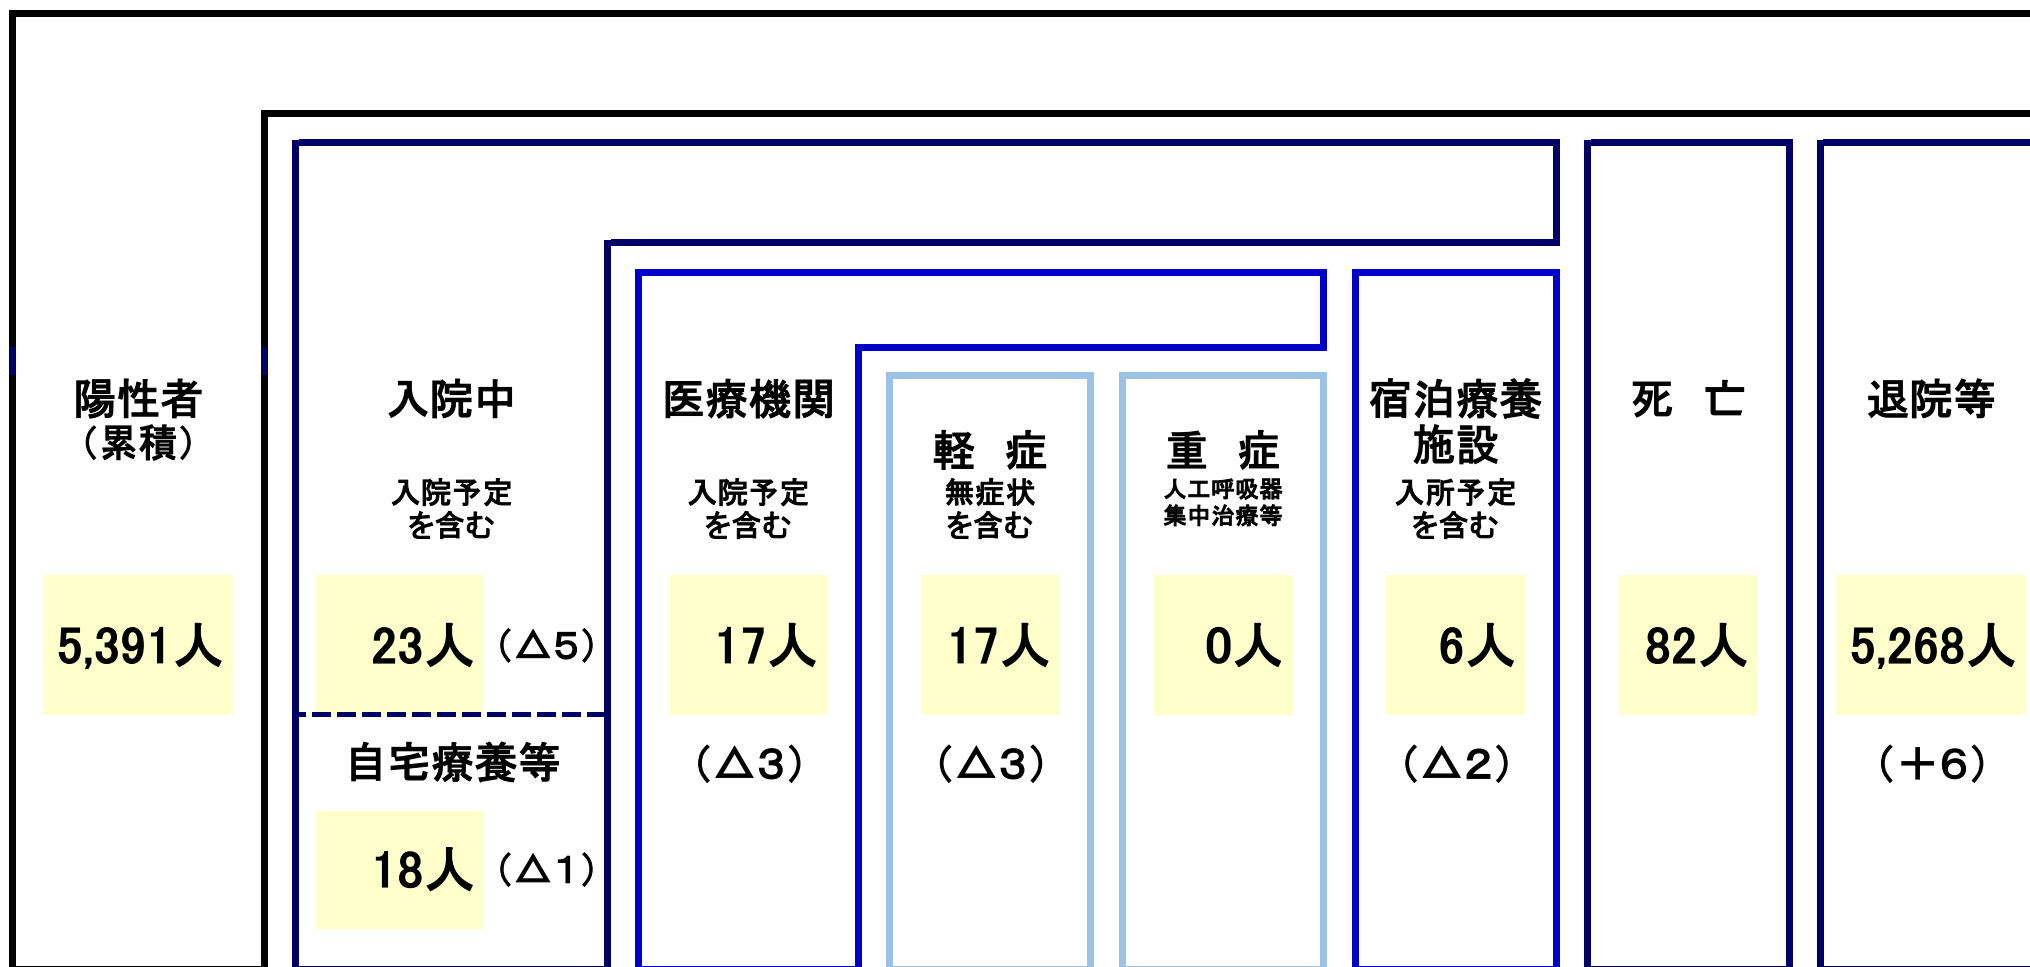 陽性者
（累積）
5,391人
入院中
入院予定
を含む
23人 （△5）
自宅療養等
18人 （△1）
医療機関
入院予定
を含む
17人
（△3）
軽 症
無症状
を含む
17人
（△3）
重 症
人工呼吸器
集中治療等
0人
宿泊療養
施設
入所予定
を含む
6人
（△2）
死 亡
82人
退院等
5,268人
（＋6）